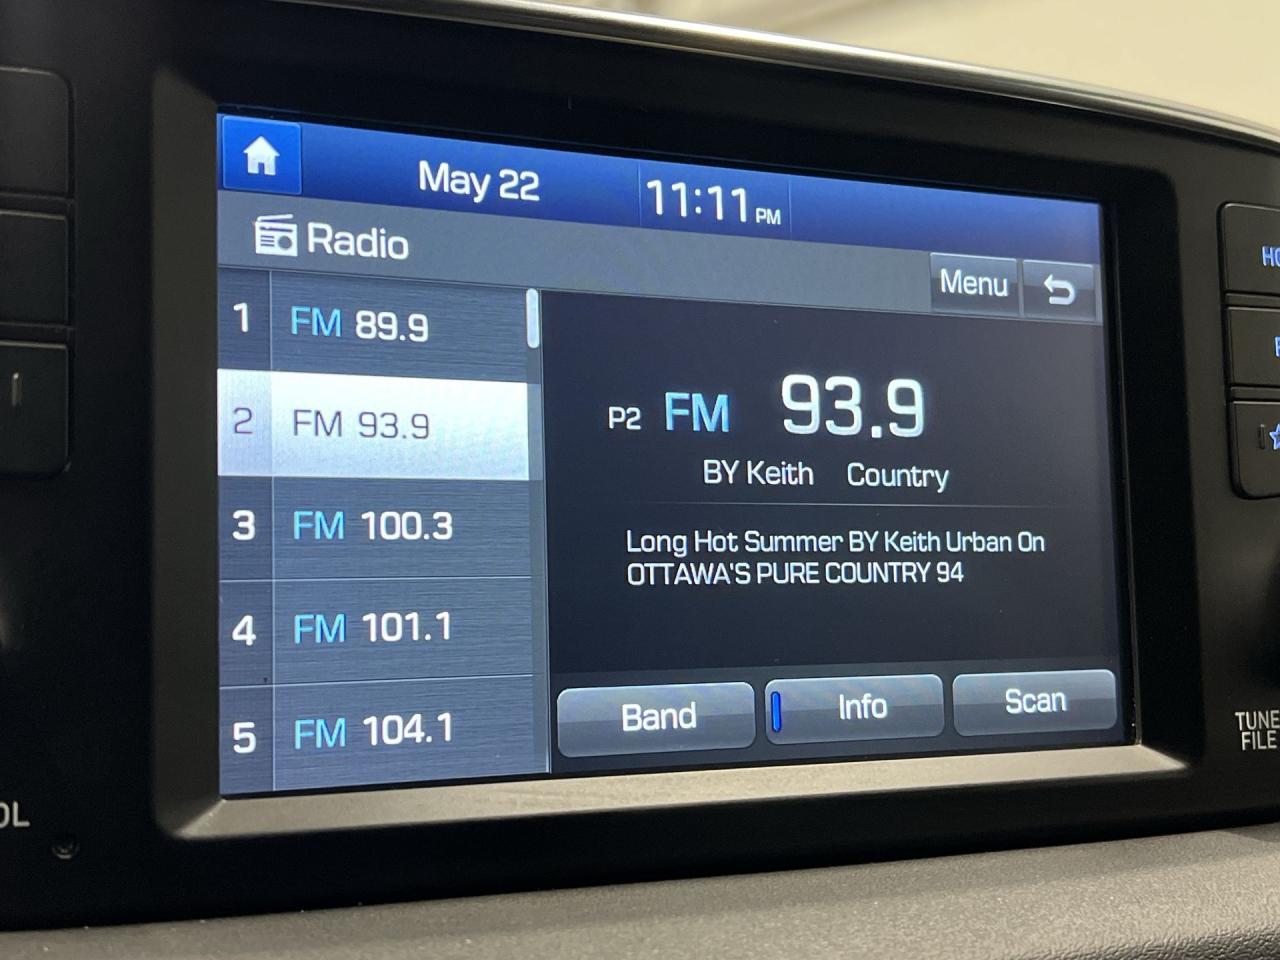 May 22 11:11 PM
Radio
Menu
1 FM 89.9
2 FM 93.9
3 FM 100.3
4 FM 101.1
5 FM 104.1
P2 FM 93.9
BY Keith Country
Long Hot Summer BY Keith Urban On
OTTAWA'S PURE COUNTRY 94
Band Info Scan
TUNE
FILE